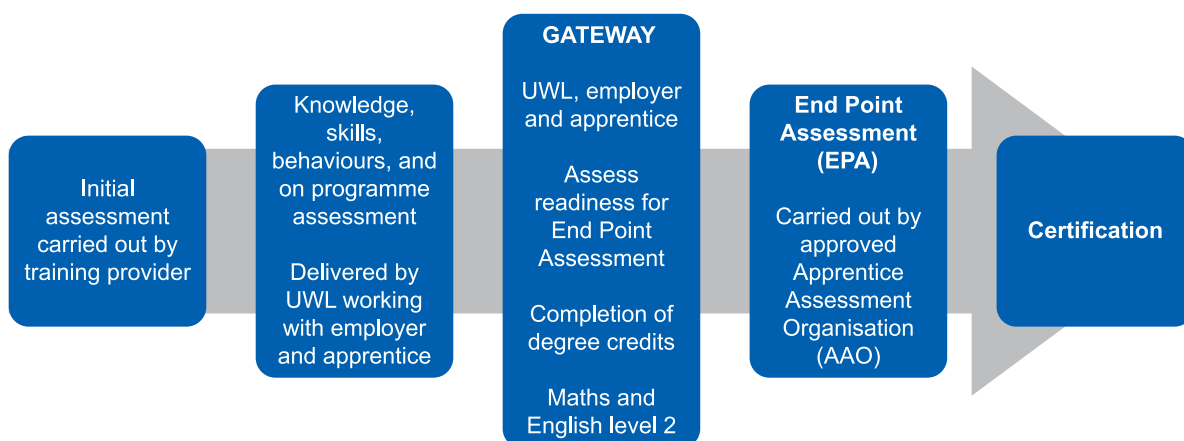 Initial
assessment
carried out by
training provider
Knowledge,
skills,
behaviours, and
on programme
assessment
Delivered by
UWL working
with employer
and apprentice
GATEWAY
UWL, employer
and apprentice
Assess
readiness for
End Point
Assessment
Completion of
degree credits
Maths and
English level 2
End Point
Assessment
(EPA)
Carried out by
approved
Apprentice
Assessment
Organisation
(AAO)
Certification